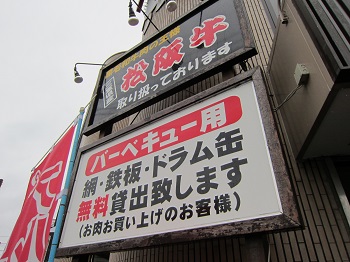 松阪牛
取り扱っております
バーベキュー用
網・鉄板・ドラム缶
無料貸出致します
(お肉お買い上げのお客様)